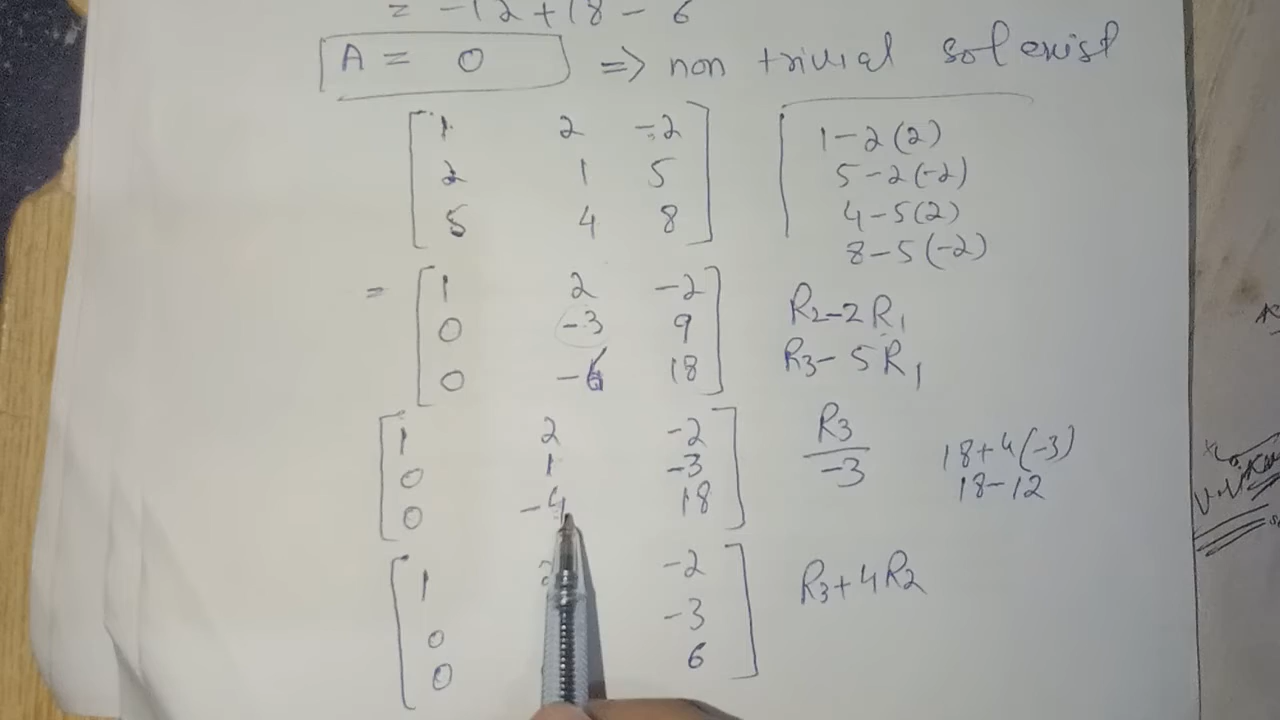 = -12 + 18 - 6
A = 0 => non trivial sol exist
1 2 -2
2 1 5
5 4 8
1 - 2(2)
5 - 2(-2)
4 - 5(2)
8 - 5(-2)
= 1 2 -2
0 -3 9
0 -6 18
R2 - 2R1
R3 - 5R1
1 2 -2
0 1 -3
0 -4 18
R3
-3
18 + 4(-3)
18 - 12
1 -2
0 -3
0 6
R3 + 4R2